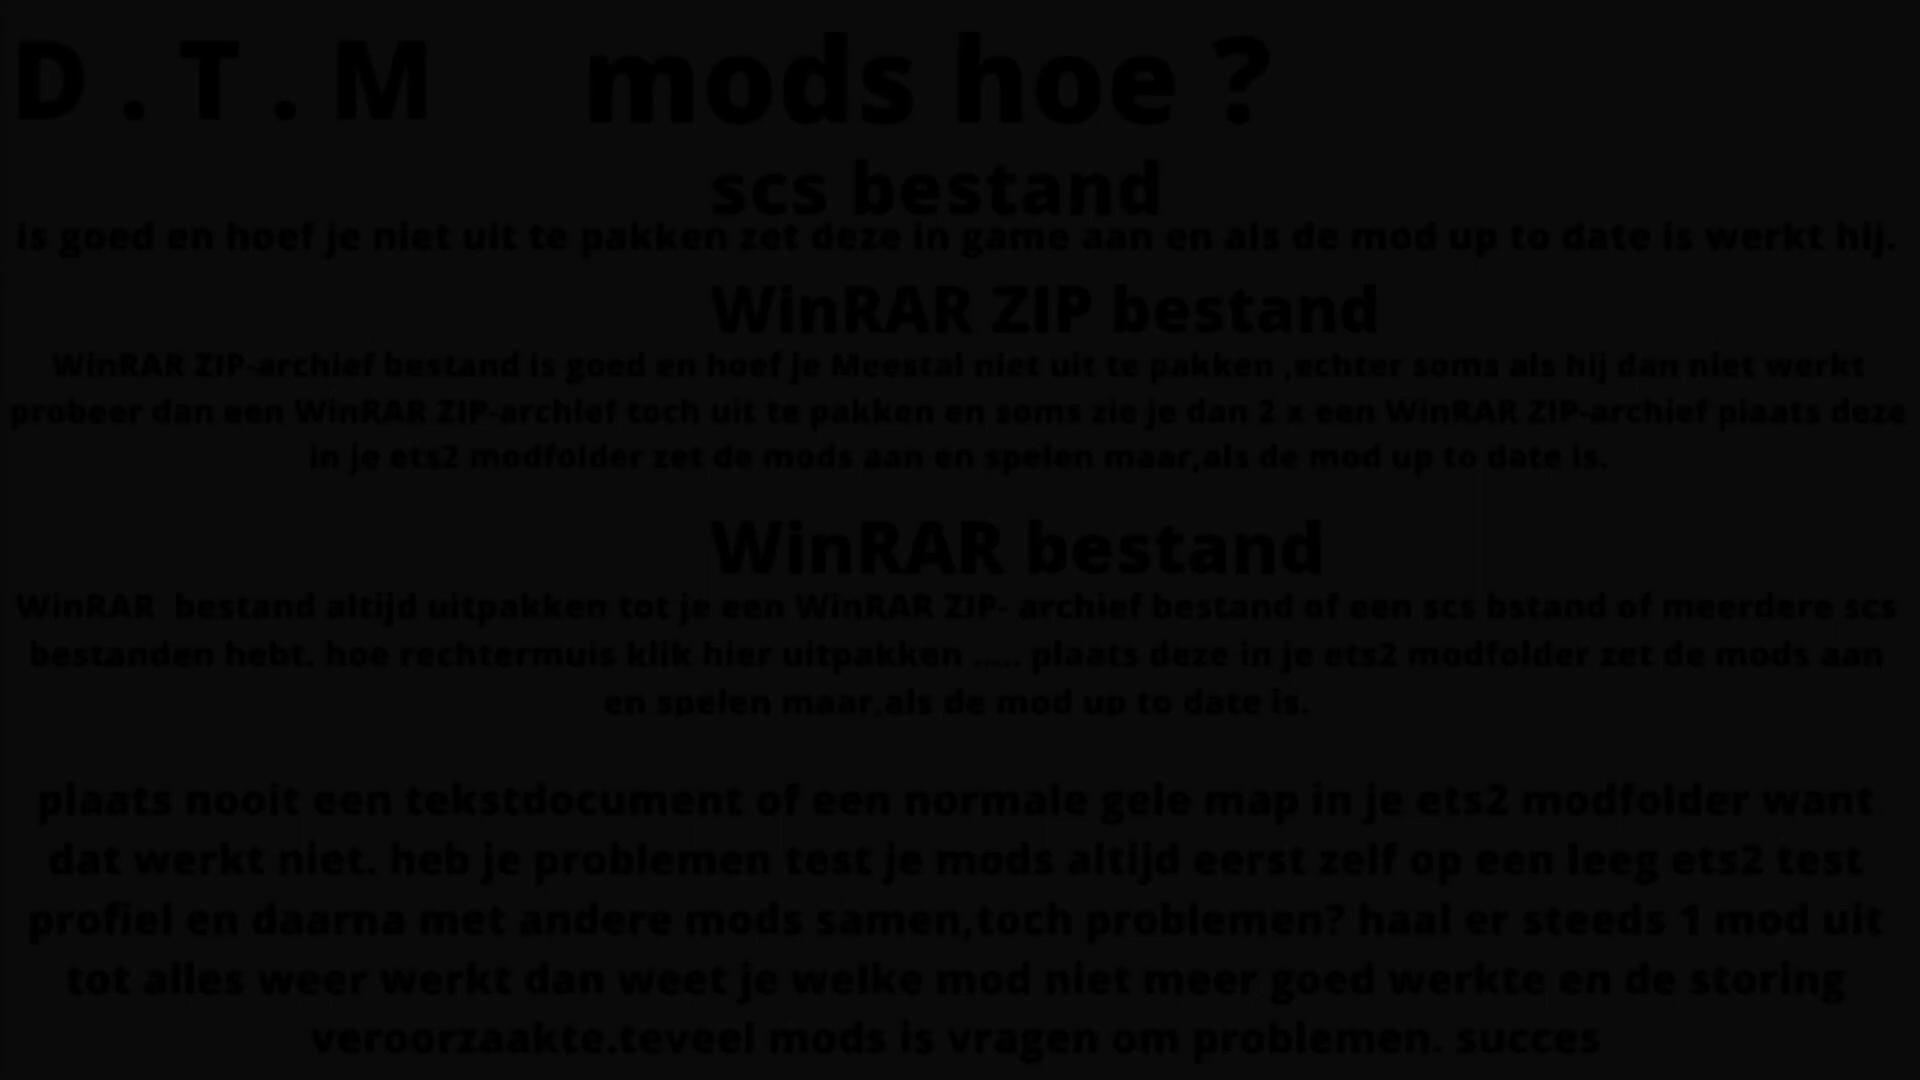 D . T . M mods hoe ?
scs bestand
is goed en hoef je niet uit te pakken zet deze in game aan en als de mod up to date is werkt hij.
WinRAR ZIP bestand
WinRAR ZIP-archief bestand is goed en hoef je Meestal niet uit te pakken ,echter soms als hij dan niet werkt
probeer dan een WinRAR ZIP-archief toch uit te pakken en soms zie je dan 2 x een WinRAR ZIP-archief plaats deze
in je ets2 modfolder zet de mods aan en spelen maar,als de mod up to date is.
WinRAR bestand
WinRAR bestand altijd uitpakken tot je een WinRAR ZIP- archief bestand of een scs bstand of meerdere scs
bestanden hebt. hoe rechtermuis klik hier uitpakken ..... plaats deze in je ets2 modfolder zet de mods aan
en spelen maar,als de mod up to date is.
plaats nooit een tekstdocument of een normale gele map in je ets2 modfolder want
dat werkt niet. heb je problemen test je mods altijd eerst zelf op een leeg ets2 test
profiel en daarna met andere mods samen,toch problemen? haal er steeds 1 mod uit
tot alles weer werkt dan weet je welke mod niet meer goed werkte en de storing
veroorzaakte.teveel mods is vragen om problemen. succes